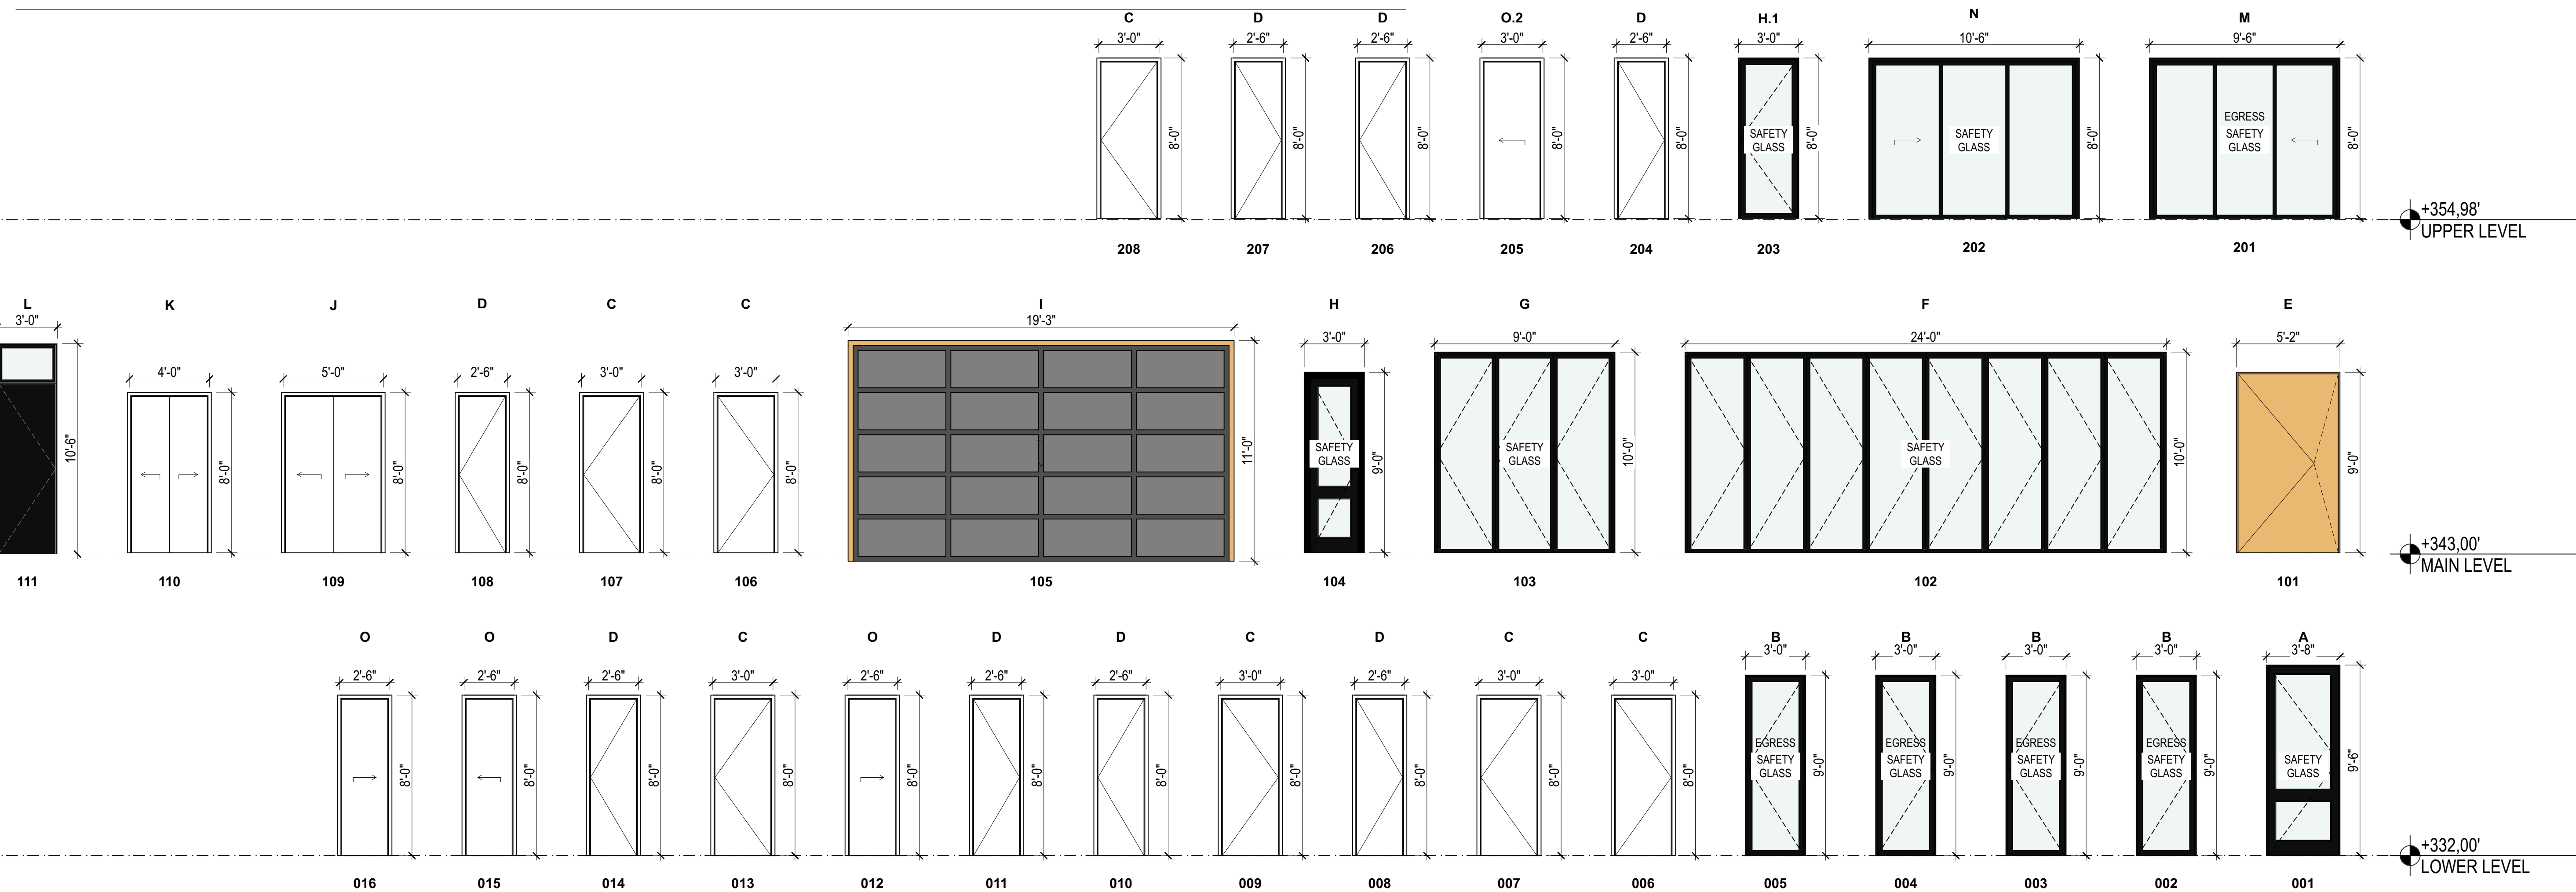 C D D O.2 D H.1 N M
3'-0" 2'-6" 2'-6" 3'-0" 2'-6" 3'-0" 10'-6" 9'-6"
8'-0" 8'-0" 8'-0" 8'-0" 8'-0" 8'-0" 8'-0" 8'-0"
EGRESS
SAFETY SAFETY SAFETY
GLASS GLASS GLASS
+354,98'
UPPER LEVEL
208 207 206 205 204 203 202 201
L K J D C C I H G F E
3'-0" 4'-0" 5'-0" 2'-6" 3'-0" 3'-0" 19'-3" 3'-0" 9'-0" 24'-0" 5'-2"
10'-6" 8'-0" 8'-0" 8'-0" 8'-0" 8'-0" 11'-0" 9'-0" 10'-0" 10'-0" 9'-0"
SAFETY SAFETY SAFETY
GLASS GLASS GLASS
+343,00'
MAIN LEVEL
111 110 109 108 107 106 105 104 103 102 101
O O D C O D D C D C C B B B B A
2'-6" 2'-6" 2'-6" 3'-0" 2'-6" 2'-6" 2'-6" 3'-0" 2'-6" 3'-0" 3'-0" 3'-0" 3'-0" 3'-0" 3'-0" 3'-8"
8'-0" 8'-0" 8'-0" 8'-0" 8'-0" 8'-0" 8'-0" 8'-0" 8'-0" 8'-0" 8'-0" 9'-0" 9'-0" 9'-0" 9'-0" 9'-6"
EGRESS EGRESS EGRESS EGRESS
SAFETY SAFETY SAFETY SAFETY SAFETY
GLASS GLASS GLASS GLASS GLASS
+332,00'
LOWER LEVEL
016 015 014 013 012 011 010 009 008 007 006 005 004 003 002 001